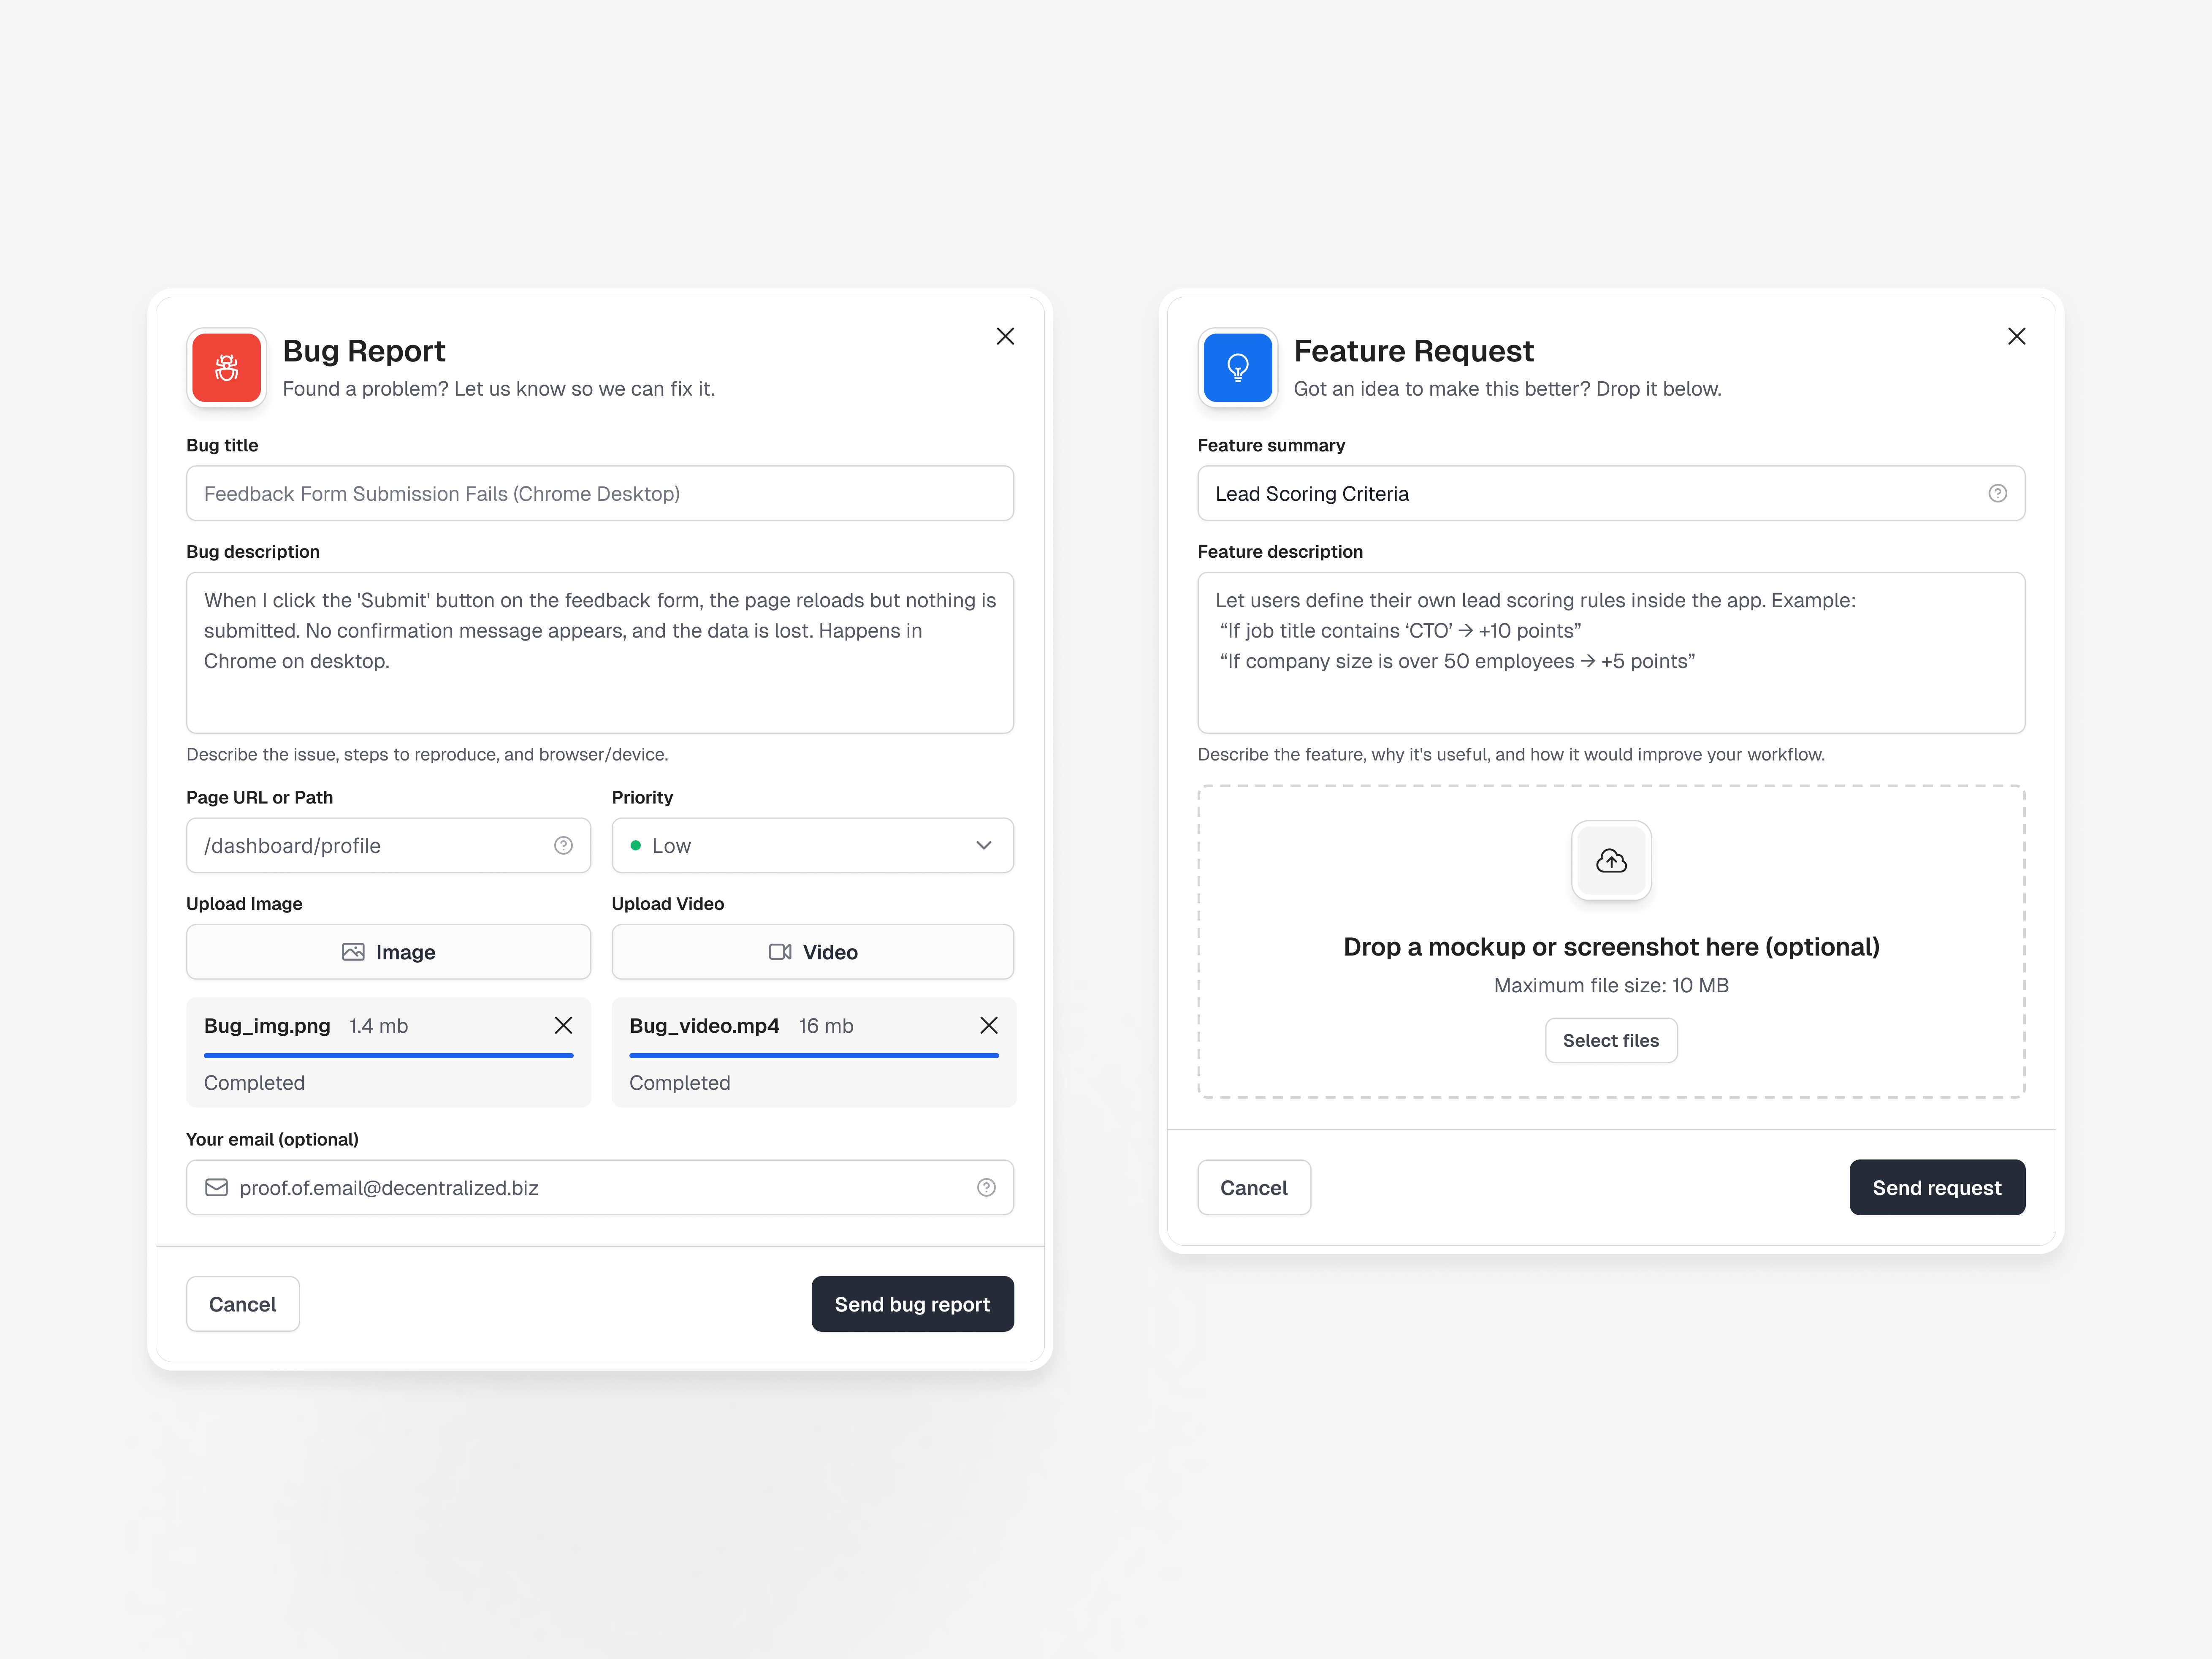 Bug Report
Found a problem? Let us know so we can fix it.
Bug title
Feedback Form Submission Fails (Chrome Desktop)
Bug description
When I click the 'Submit' button on the feedback form, the page reloads but nothing is
submitted. No confirmation message appears, and the data is lost. Happens in
Chrome on desktop.
Describe the issue, steps to reproduce, and browser/device.
Page URL or Path
/dashboard/profile
Priority
Low
Upload Image
Image
Upload Video
Video
Bug_img.png 1.4 mb
Completed
Bug_video.mp4 16 mb
Completed
Your email (optional)
proof.of.email@decentralized.biz
Cancel
Send bug report
Feature Request
Got an idea to make this better? Drop it below.
Feature summary
Lead Scoring Criteria
Feature description
Let users define their own lead scoring rules inside the app. Example:
“If job title contains ‘CTO’ → +10 points”
“If company size is over 50 employees → +5 points”
Describe the feature, why it's useful, and how it would improve your workflow.
Drop a mockup or screenshot here (optional)
Maximum file size: 10 MB
Select files
Cancel
Send request